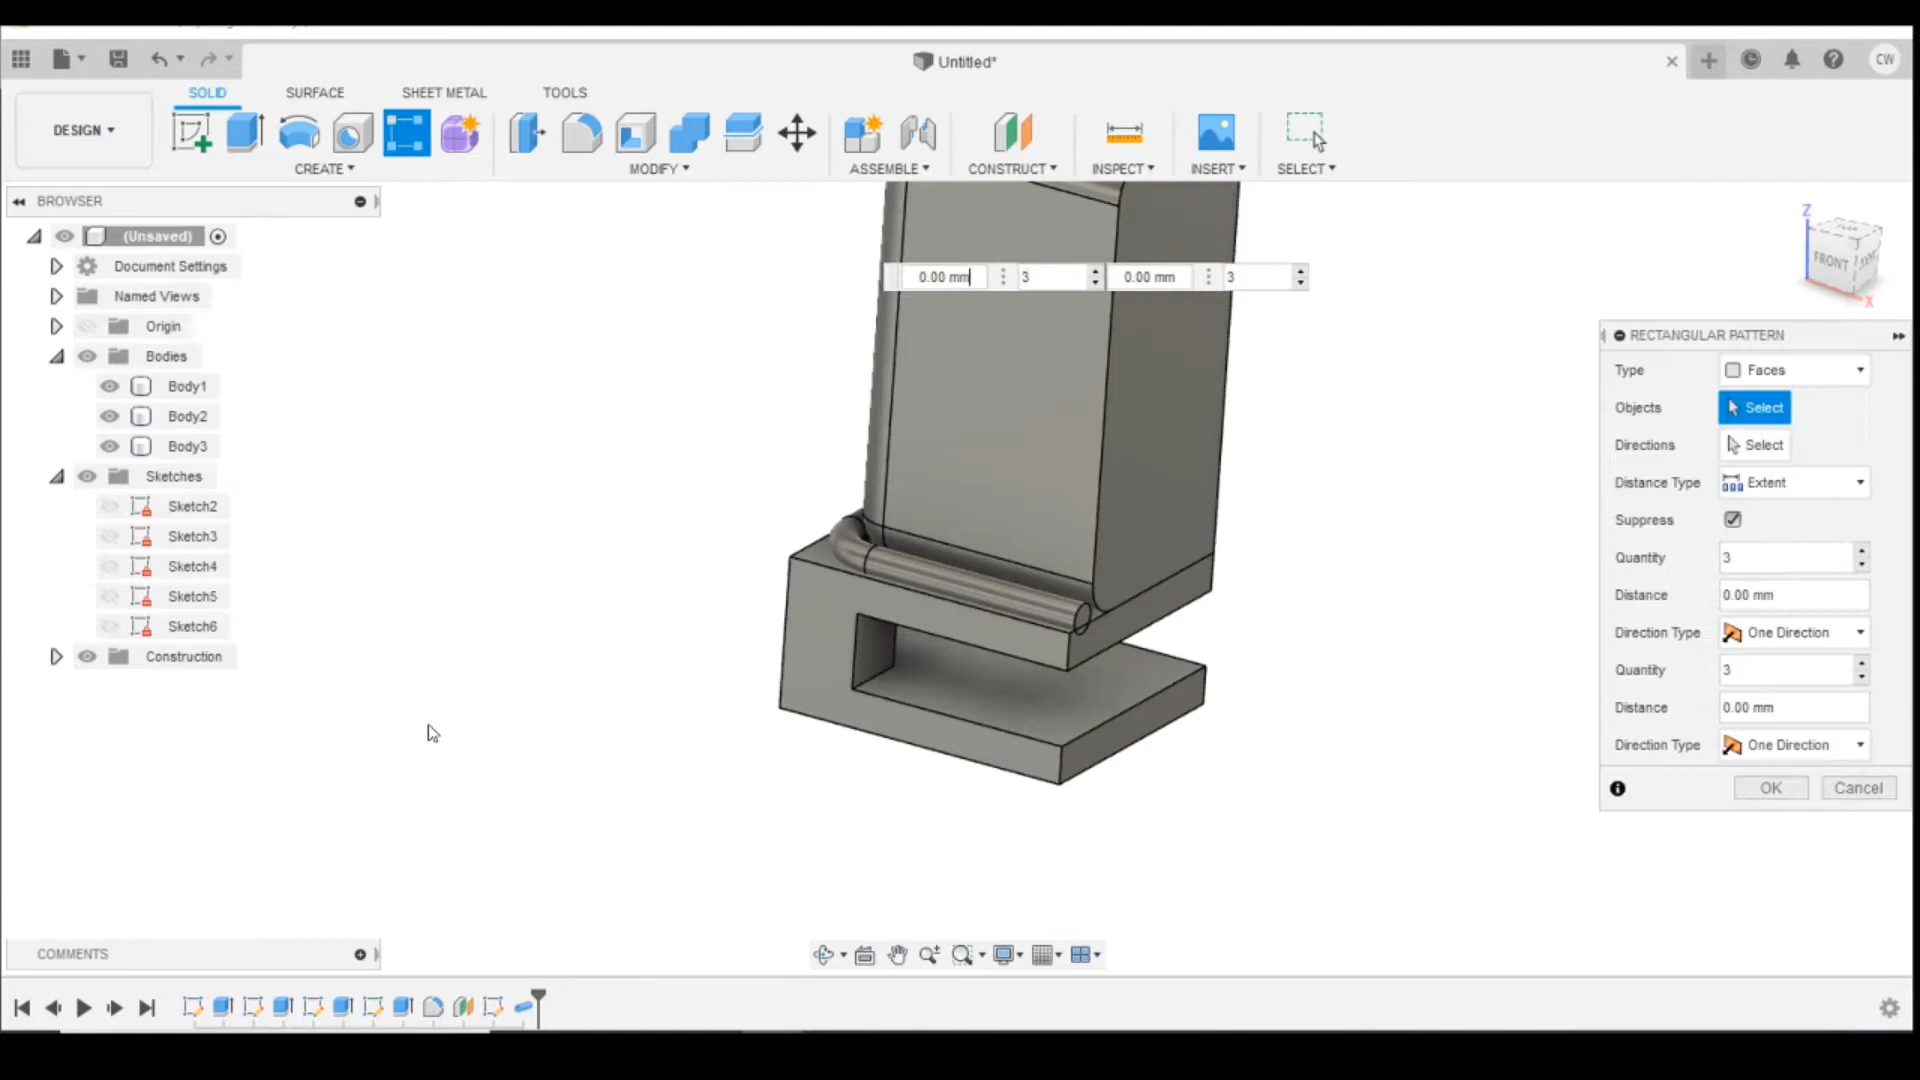 Untitled*
CW
DESIGN
SOLID
SURFACE
SHEET METAL
TOOLS
CREATE
MODIFY
ASSEMBLE
CONSTRUCT
INSPECT
INSERT
SELECT
BROWSER
(Unsaved)
Document Settings
Named Views
Origin
Bodies
Body1
Body2
Body3
Sketches
Sketch2
Sketch3
Sketch4
Sketch5
Sketch6
Construction
0.00 mm
3
0.00 mm
3
Z
FRONT
X
RECTANGULAR PATTERN
Type Faces
Objects Select
Directions Select
Distance Type Extent
Suppress
Quantity 3
Distance 0.00 mm
Direction Type One Direction
Quantity 3
Distance 0.00 mm
Direction Type One Direction
OK Cancel
COMMENTS